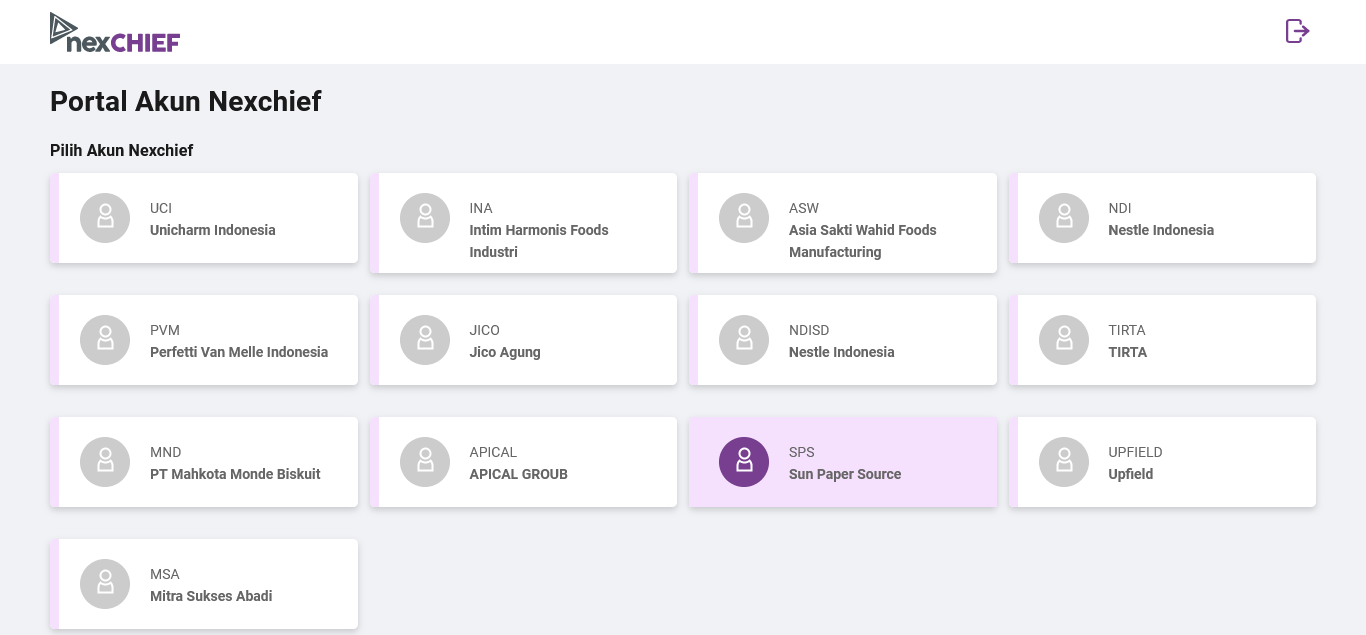 nexCHIEF
Portal Akun Nexchief
Pilih Akun Nexchief
UCI
Unicharm Indonesia
INA
Intim Harmonis Foods
Industri
ASW
Asia Sakti Wahid Foods
Manufacturing
NDI
Nestle Indonesia
PVM
Perfetti Van Melle Indonesia
JICO
Jico Agung
NDISD
Nestle Indonesia
TIRTA
TIRTA
MND
PT Mahkota Monde Biskuit
APICAL
APICAL GROUB
SPS
Sun Paper Source
UPFIELD
Upfield
MSA
Mitra Sukses Abadi